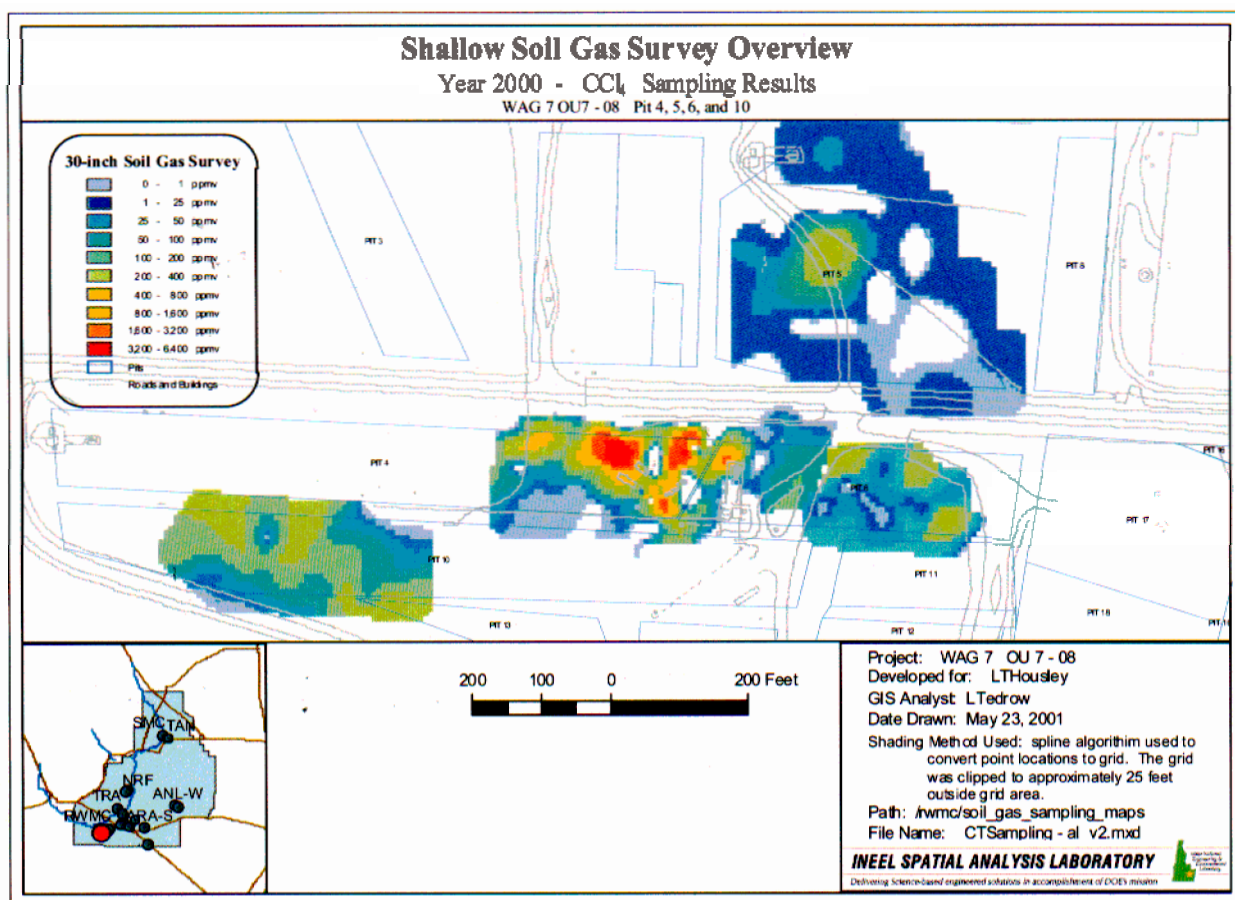 Shallow Soil Gas Survey Overview
Year 2000 - CCl4 Sampling Results
WAG 7 OU7 - 08 Pit 4, 5, 6, and 10
30-inch Soil Gas Survey
0 - 1 ppmv
1 - 25 ppmv
25 - 50 ppmv
50 - 100 ppmv
100 - 200 ppmv
200 - 400 ppmv
400 - 800 ppmv
800 - 1,600 ppmv
1,600 - 3,200 ppmv
3,200 - 6,400 ppmv
Pits
Roads and Buildings
PIT 3
PIT 5
PIT 6
PIT 4
PIT 6
PIT 16
PIT 17
PIT 10
PIT 11
PIT 13
PIT 12
PIT 18
SMC TAN
NRF
TRA
ANL-W
RWMC
ARA-S
200 100 0 200 Feet
Project: WAG 7 OU 7 - 08
Developed for: LTHousley
GIS Analyst: LTedrow
Date Drawn: May 23, 2001
Shading Method Used: spline algorithim used to
convert point locations to grid. The grid
was clipped to approximately 25 feet
outside grid area.
Path: /rwmc/soil_gas_sampling_maps
File Name: CTSampling - al_v2.mxd
INEEL SPATIAL ANALYSIS LABORATORY
Delivering Science-based engineered solutions in accomplishment of DOE's mission